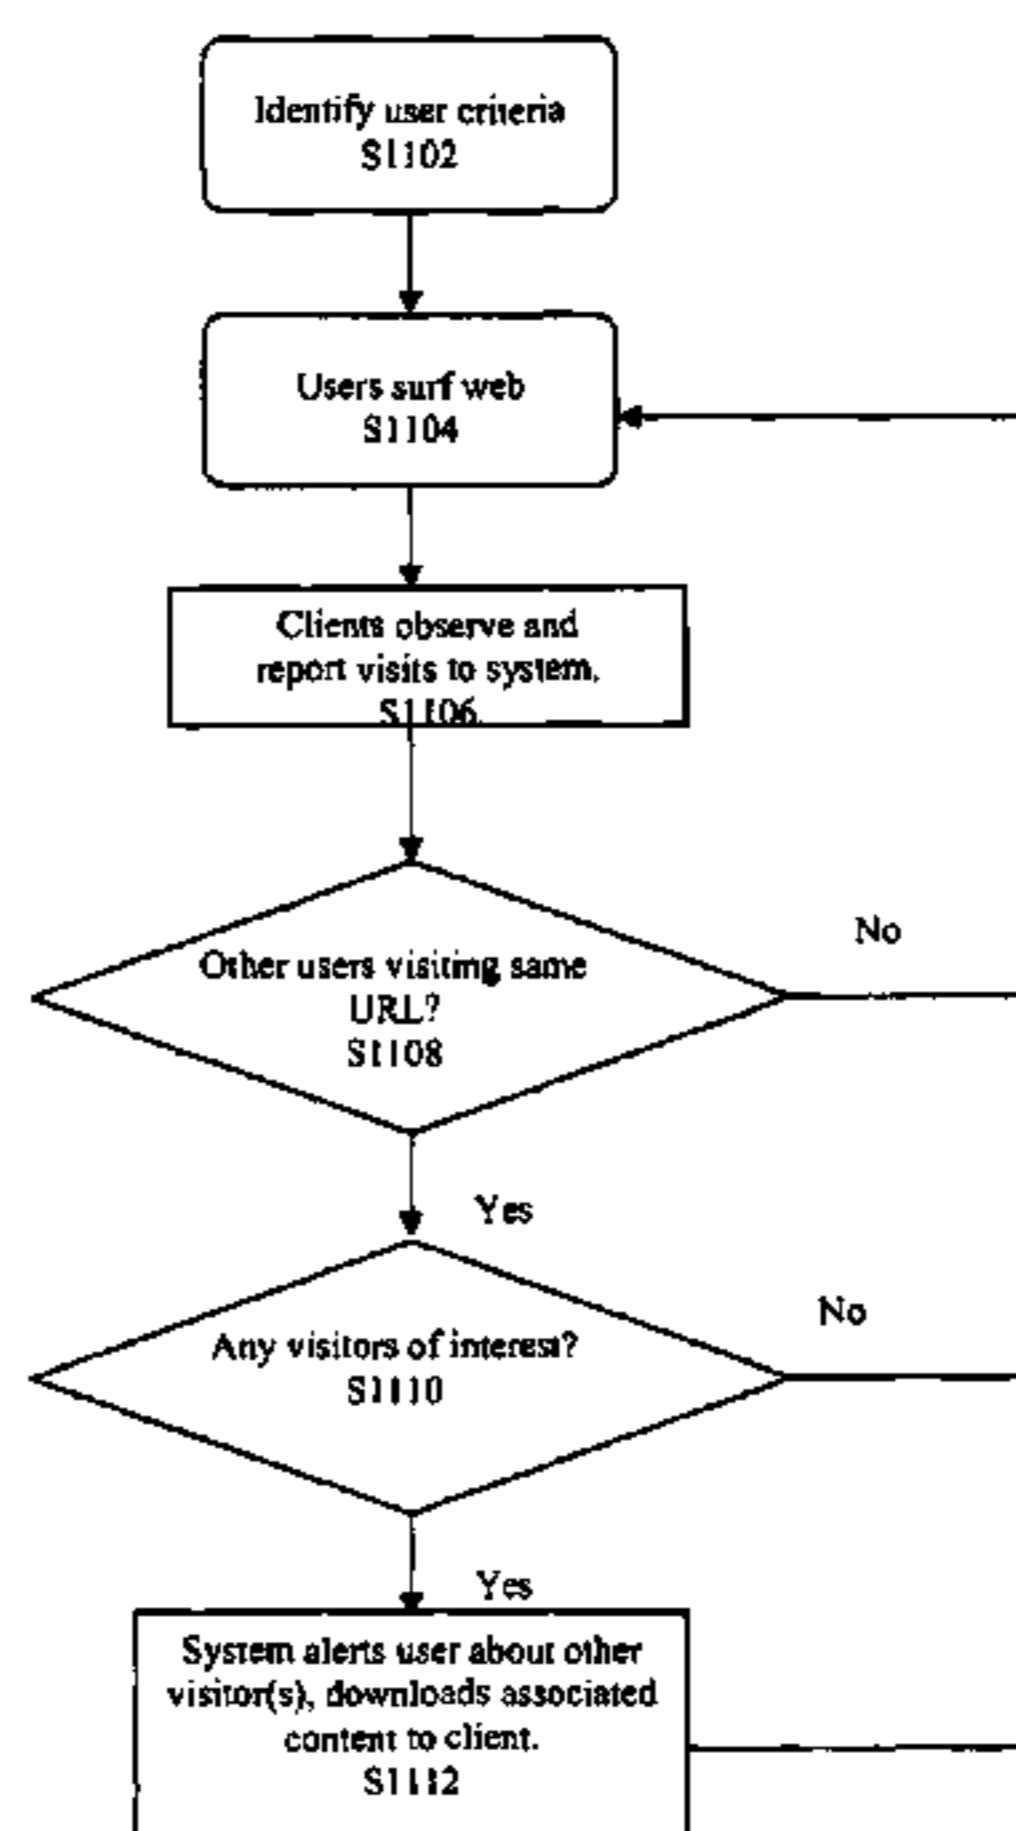 Identify user criteria
S1102
Users surf web
S1104
Clients observe and
report visits to system.
S1106.
No
Other users visiting same
URL?
S1108
Yes
No
Any visitors of interest?
S1110
Yes
System alerts user about other
visitor(s), downloads associated
content to client.
S1112